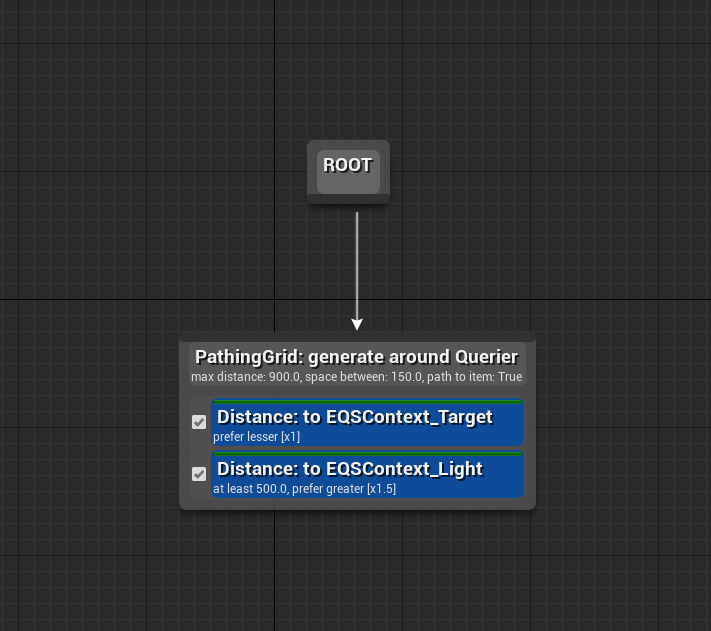 ROOT
PathingGrid: generate around Querier
max distance: 900.0, space between: 150.0, path to item: True
Distance: to EQSContext_Target
prefer lesser [x1]
Distance: to EQSContext_Light
at least 500.0, prefer greater [x1.5]